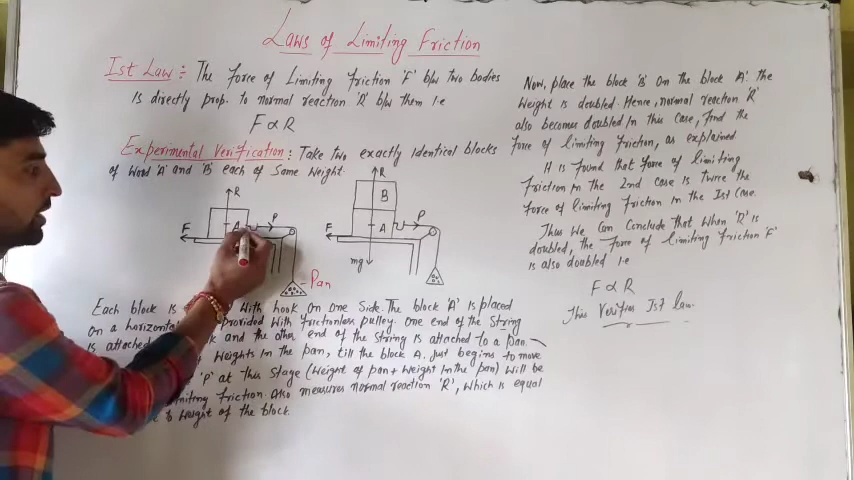 Laws of Limiting Friction
Ist Law :- The force of Limiting friction 'F' b/w two bodies
is directly prop. to normal reaction 'R' b/w them i.e
F ∝ R
Experimental Verification : Take two exactly identical blocks
of Wood 'A' and 'B' each of Same Weight.
R
F
A
P
Pan
R
B
F
A
P
mg
Each block is with hook on one Side. The block 'A' is placed
on a horizontal provided with frictionless pulley. One end of the String
is attached and the other end of the string is attached to a pan.
weights in the pan, till the block A. Just begins to move
'P' at this stage (Weight of pan + Weight in the pan) will be
limiting friction. Also measures normal reaction 'R', which is equal
to weight of the block.
Now, place the block 'B' on the block 'A'. The
Weight is doubled. Hence, normal reaction 'R'
also becomes doubled. In this case, find the
force of limiting friction, as explained
It is found that force of limiting
friction in the 2nd case is twice the
force of limiting friction in the Ist case.
Thus we can conclude that when 'R' is
doubled, the force of limiting friction 'F'
is also doubled i.e
F ∝ R
This Verifies Ist law.